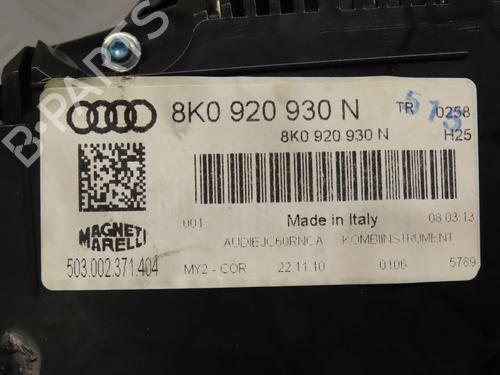 8K0 920 930 N TR 0258
8K0 920 930 N H25
515
001 Made in Italy 08.03.13
MAGNETI MARELLI
AUDIEJC60RNCA KOMBIINSTRUMENT
503.002.371.404 MY2 - COR 22.11.10 0106 5789